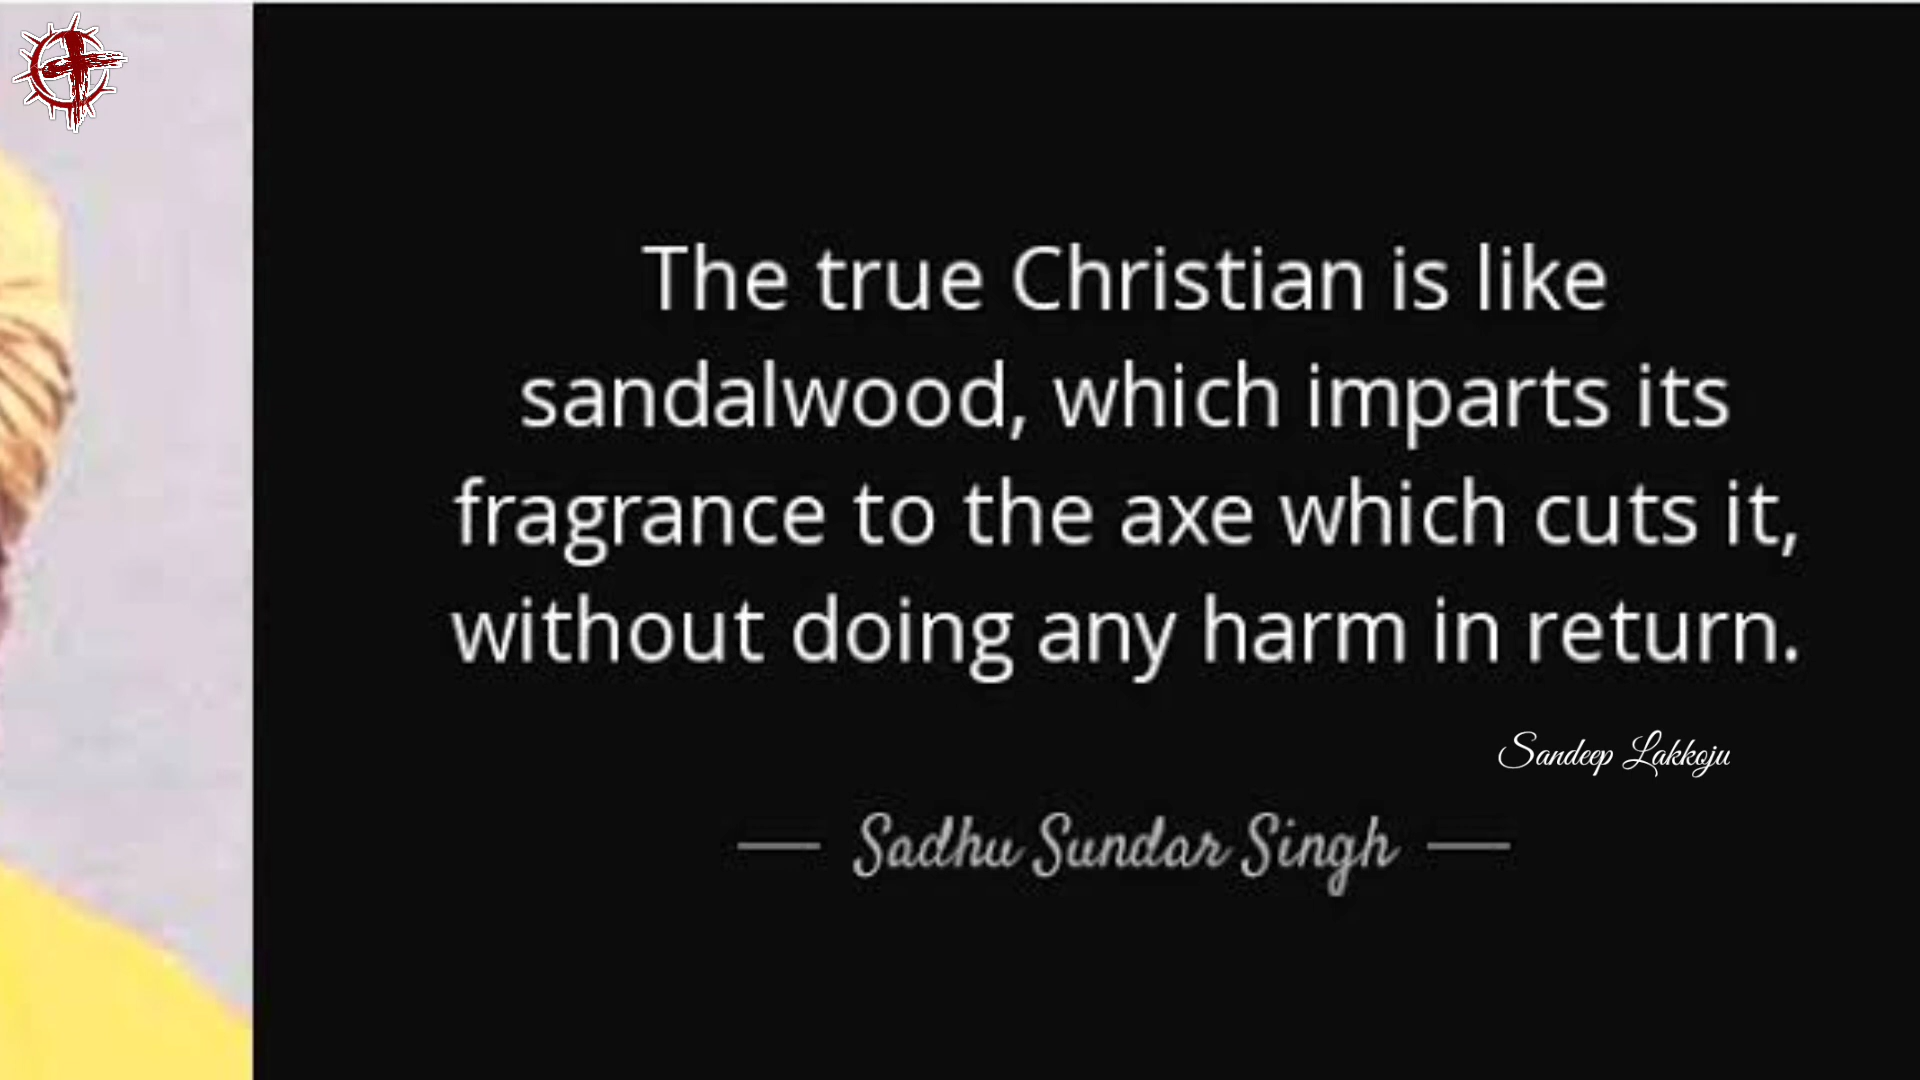 The true Christian is like
sandalwood, which imparts its
fragrance to the axe which cuts it,
without doing any harm in return.
Sandeep Lakkoju
— Sadhu Sundar Singh —